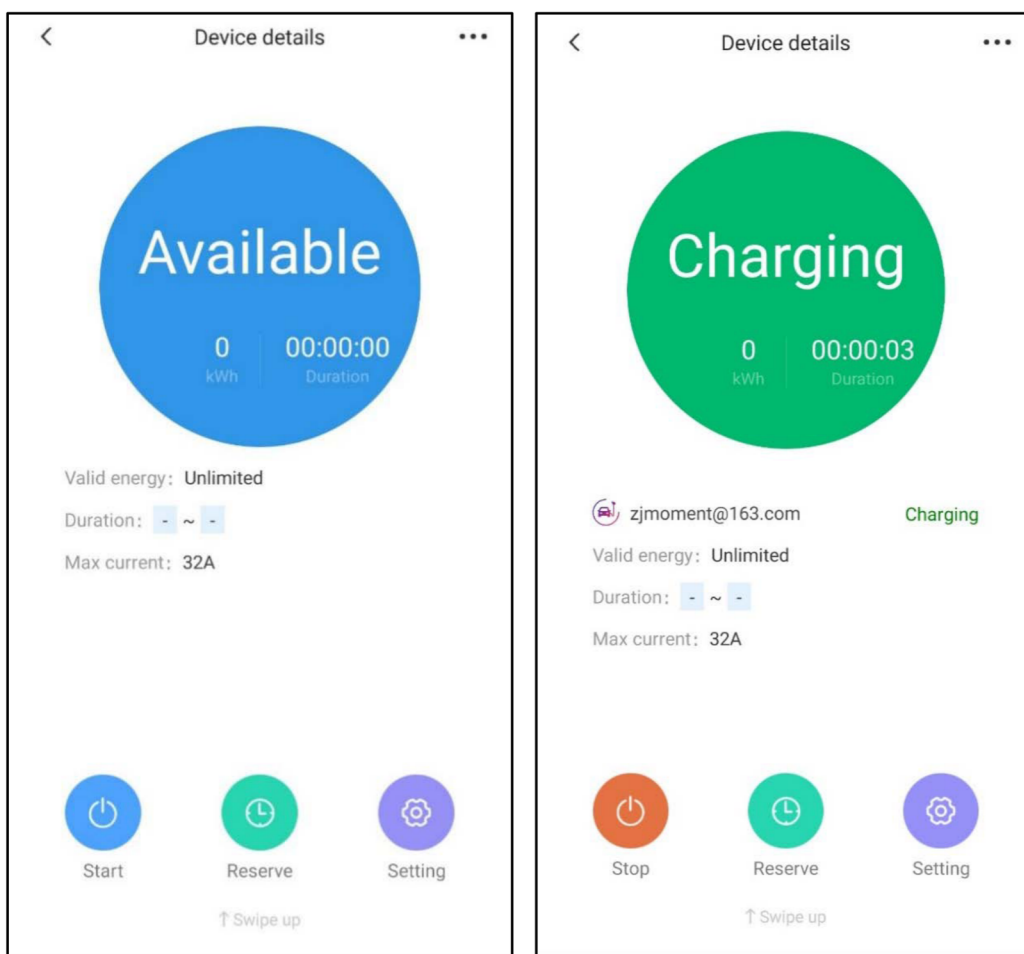 Device details
Available
0 00:00:00
kWh Duration
Valid energy: Unlimited
Duration: - ~ -
Max current: 32A
Start Reserve Setting
↑ Swipe up
Device details
Charging
0 00:00:03
kWh Duration
zjmoment@163.com Charging
Valid energy: Unlimited
Duration: - ~ -
Max current: 32A
Stop Reserve Setting
↑ Swipe up